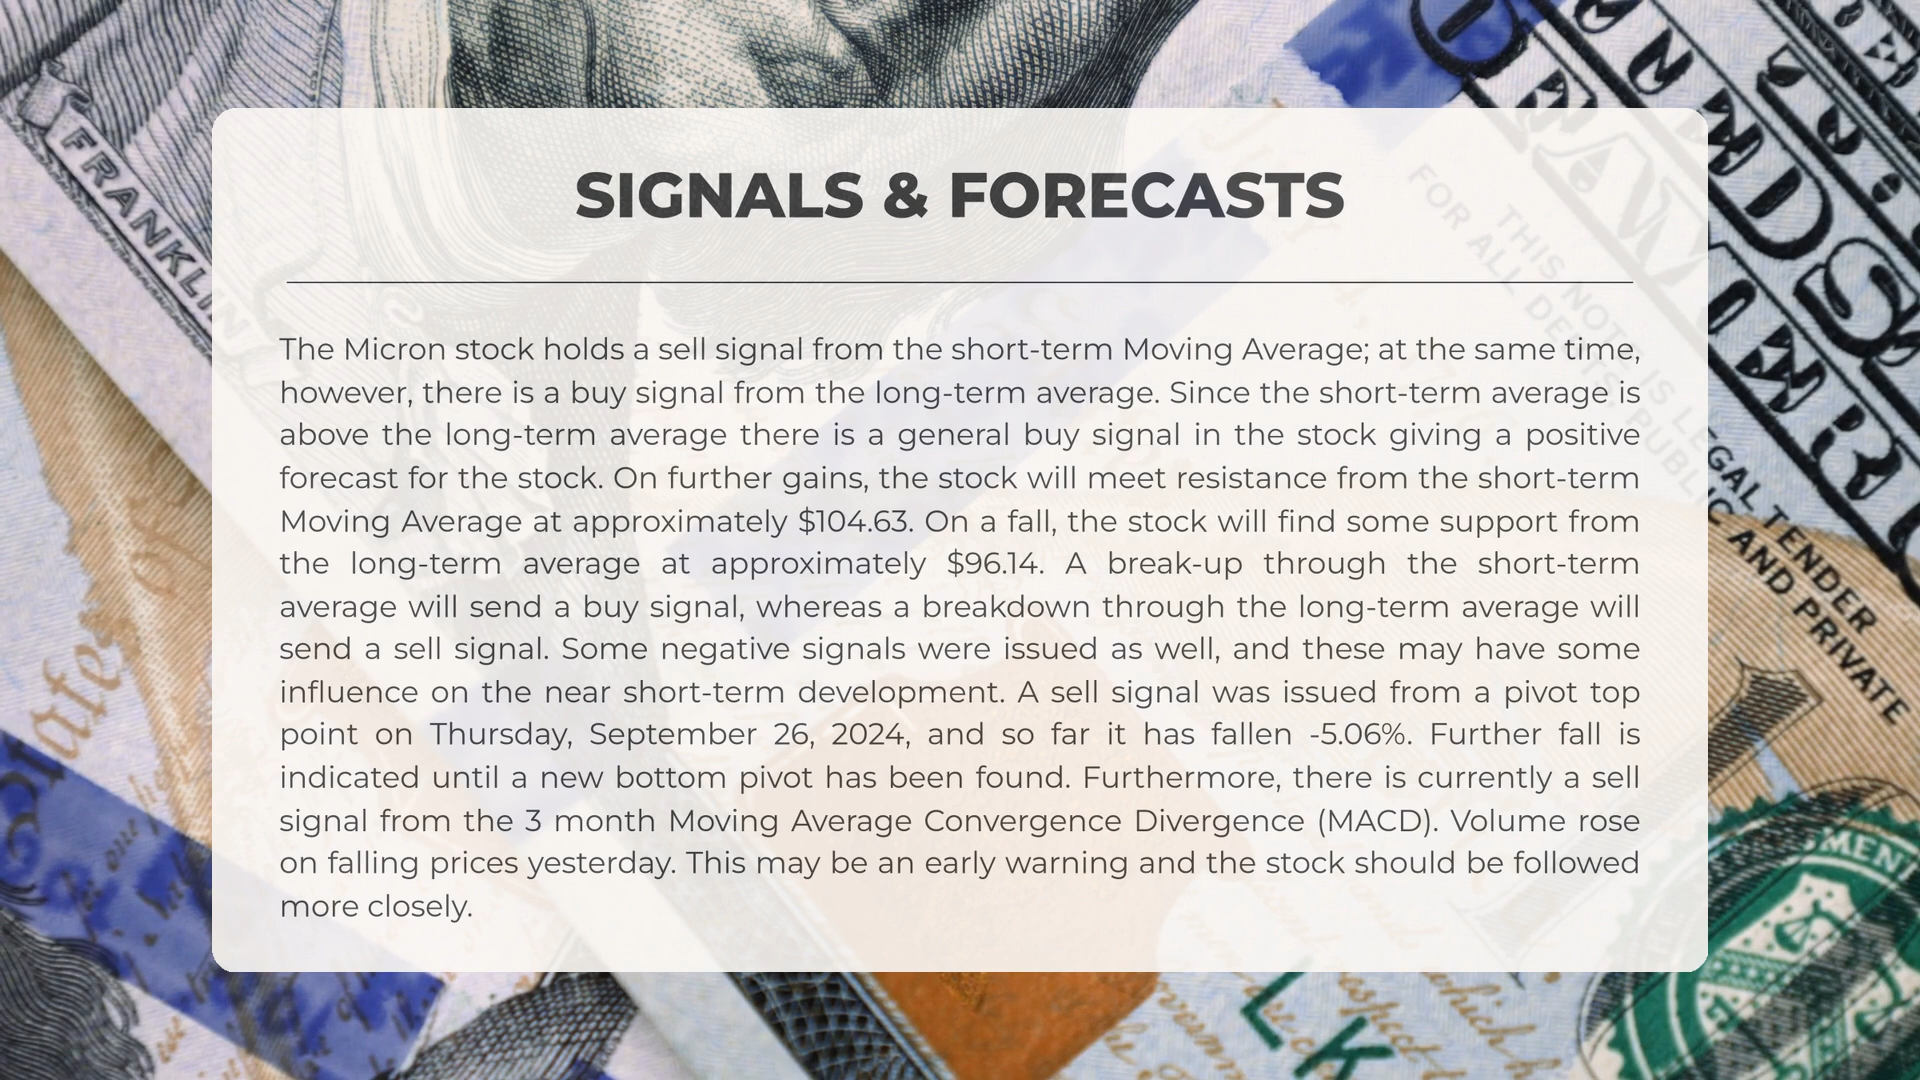 FRANKLIN
SIGNALS & FORECASTS
The Micron stock holds a sell signal from the short-term Moving Average; at the same time,
however, there is a buy signal from the long-term average. Since the short-term average is
above the long-term average there is a general buy signal in the stock giving a positive
forecast for the stock. On further gains, the stock will meet resistance from the short-term
Moving Average at approximately $104.63. On a fall, the stock will find some support from
the long-term average at approximately $96.14. A break-up through the short-term
average will send a buy signal, whereas a breakdown through the long-term average will
send a sell signal. Some negative signals were issued as well, and these may have some
influence on the near short-term development. A sell signal was issued from a pivot top
point on Thursday, September 26, 2024, and so far it has fallen -5.06%. Further fall is
indicated until a new bottom pivot has been found. Furthermore, there is currently a sell
signal from the 3 month Moving Average Convergence Divergence (MACD). Volume rose
on falling prices yesterday. This may be an early warning and the stock should be followed
more closely.
THIS NOTE IS LEGAL TENDER
FOR ALL DEBTS, PUBLIC AND PRIVATE